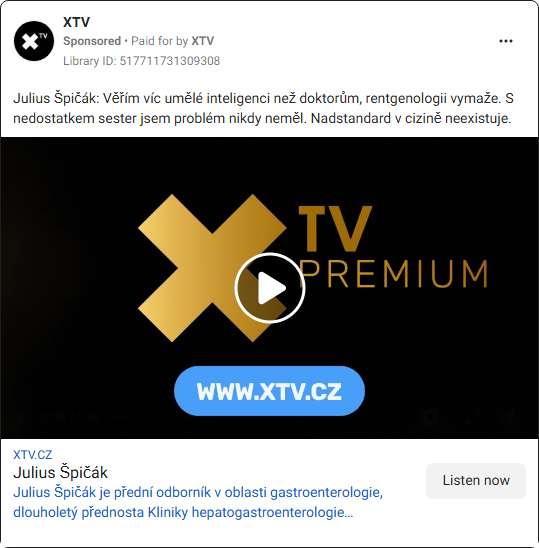 XTV
Sponsored • Paid for by XTV
Library ID: 517711731309308
Julius Špičák: Věřím víc umělé inteligenci než doktorům, rentgenologii vymaže. S
nedostatkem sester jsem problém nikdy neměl. Nadstandard v cizině neexistuje.
X TV
PREMIUM
WWW.XTV.CZ
XTV.CZ
Julius Špičák
Julius Špičák je přední odborník v oblasti gastroenterologie,
dlouholetý přednosta Kliniky hepatogastroenterologie...
Listen now